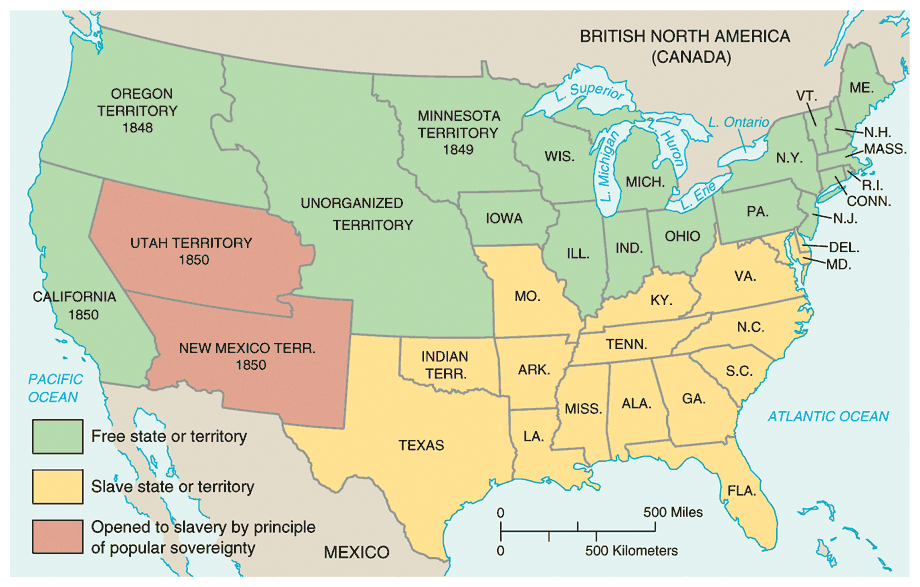 BRITISH NORTH AMERICA
(CANADA)
OREGON
TERRITORY
1848
MINNESOTA
TERRITORY
1849
L. Superior
L. Michigan
L.
Huron
L. Ontario
L. Erie
VT.
ME.
N.H.
MASS.
N.Y.
R.I.
CONN.
WIS.
MICH.
UNORGANIZED
TERRITORY
IOWA
PA.
N.J.
ILL.
IND.
OHIO
UTAH TERRITORY
1850
DEL.
MD.
VA.
CALIFORNIA
1850
MO.
KY.
NEW MEXICO TERR.
1850
INDIAN
TERR.
ARK.
TENN.
N.C.
S.C.
PACIFIC
OCEAN
MISS.
ALA.
GA.
ATLANTIC OCEAN
TEXAS
LA.
FLA.
MEXICO
Free state or territory
Slave state or territory
Opened to slavery by principle
of popular sovereignty
0
500 Miles
0
500 Kilometers